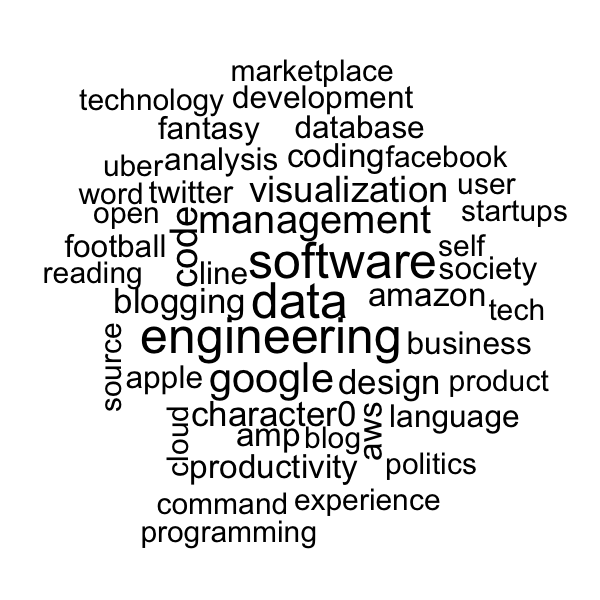 marketplace
technology development
fantasy database
uber analysis coding facebook
word twitter visualization user
open code management startups
football software self
reading line society
blogging data amazon tech
engineering business
source apple google design product
character0 aws language
cloud amp blog
productivity politics
command experience
programming